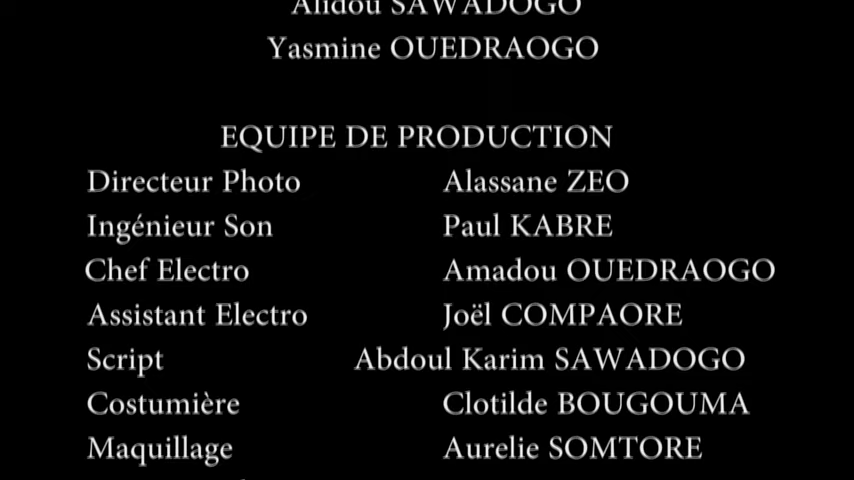 Alidou SAWADOGO
Yasmine OUEDRAOGO
EQUIPE DE PRODUCTION
Directeur Photo Alassane ZEO
Ingénieur Son Paul KABRE
Chef Electro Amadou OUEDRAOGO
Assistant Electro Joël COMPAORE
Script Abdoul Karim SAWADOGO
Costumière Clotilde BOUGOUMA
Maquillage Aurelie SOMTORE